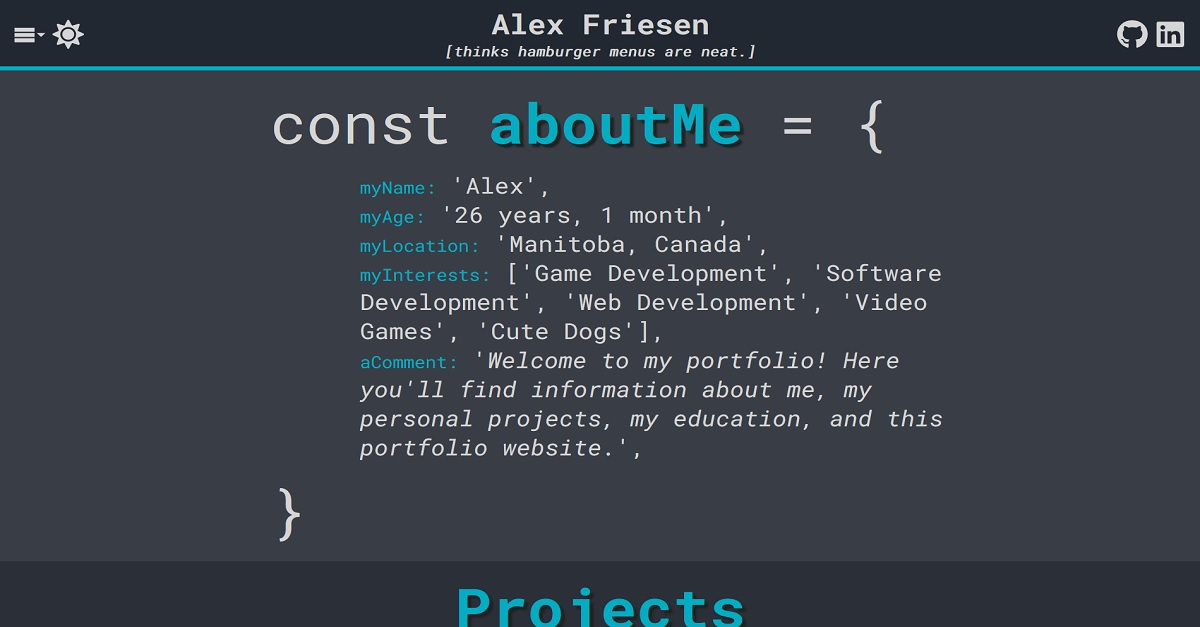 Alex Friesen
[thinks hamburger menus are neat.]
const aboutMe = {
myName: 'Alex',
myAge: '26 years, 1 month',
myLocation: 'Manitoba, Canada',
myInterests: ['Game Development', 'Software
Development', 'Web Development', 'Video
Games', 'Cute Dogs'],
aComment: 'Welcome to my portfolio! Here
you'll find information about me, my
personal projects, my education, and this
portfolio website.',
}
Projects